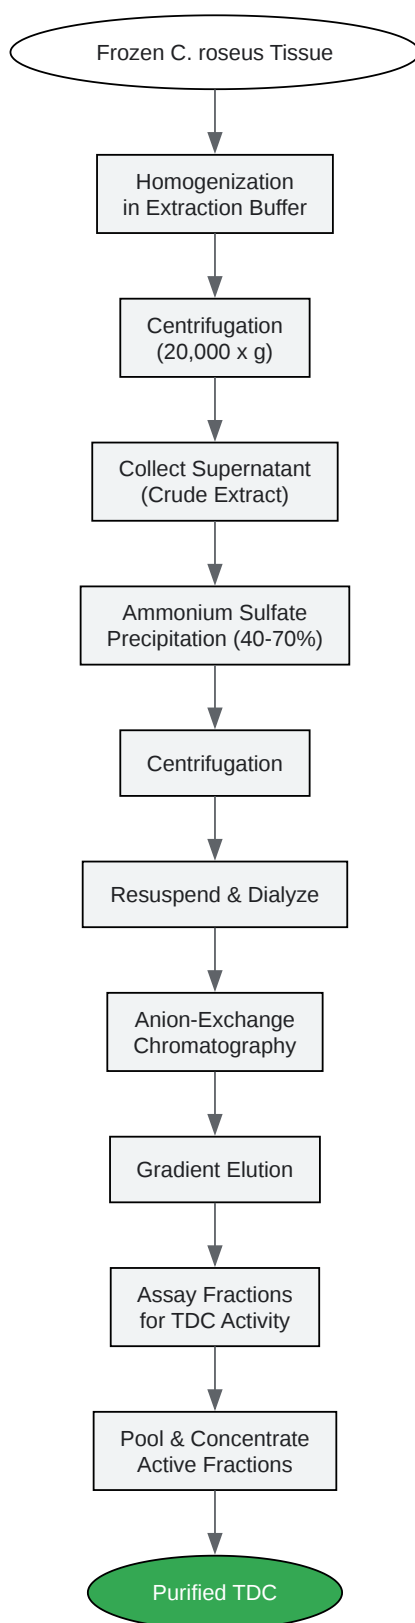 Frozen C. roseus Tissue
Homogenization
in Extraction Buffer
Centrifugation
(20,000 x g)
Collect Supernatant
(Crude Extract)
Ammonium Sulfate
Precipitation (40-70%)
Centrifugation
Resuspend & Dialyze
Anion-Exchange
Chromatography
Gradient Elution
Assay Fractions
for TDC Activity
Pool & Concentrate
Active Fractions
Purified TDC